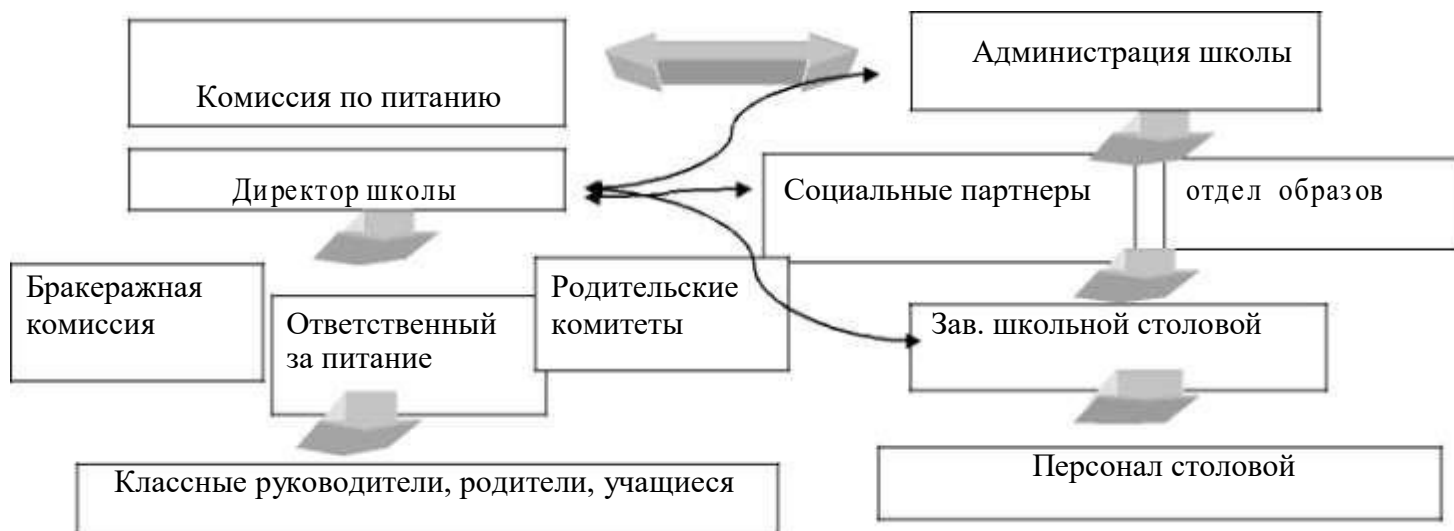 Администрация школы
Комиссия по питанию
Директор школы
Социальные партнеры
отдел образов
Бракеражная
комиссия
Ответственный
за питание
Родительские
комитеты
Зав. школьной столовой
Классные руководители, родители, учащиеся
Персонал столовой